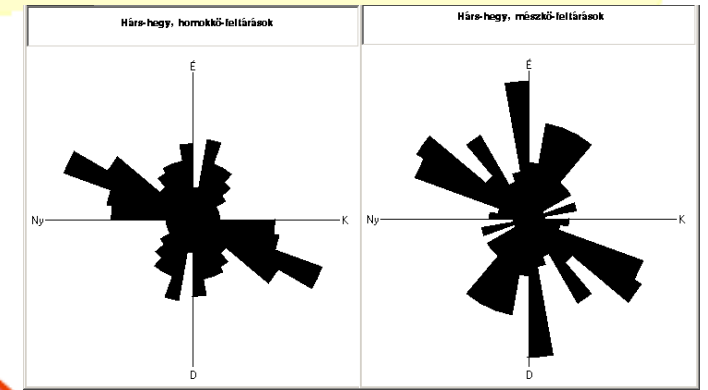 Hárs-hegy, homokkő-feltárások
É
Ny
K
D
Hárs-hegy, mészkő-feltárások
É
Ny
K
D